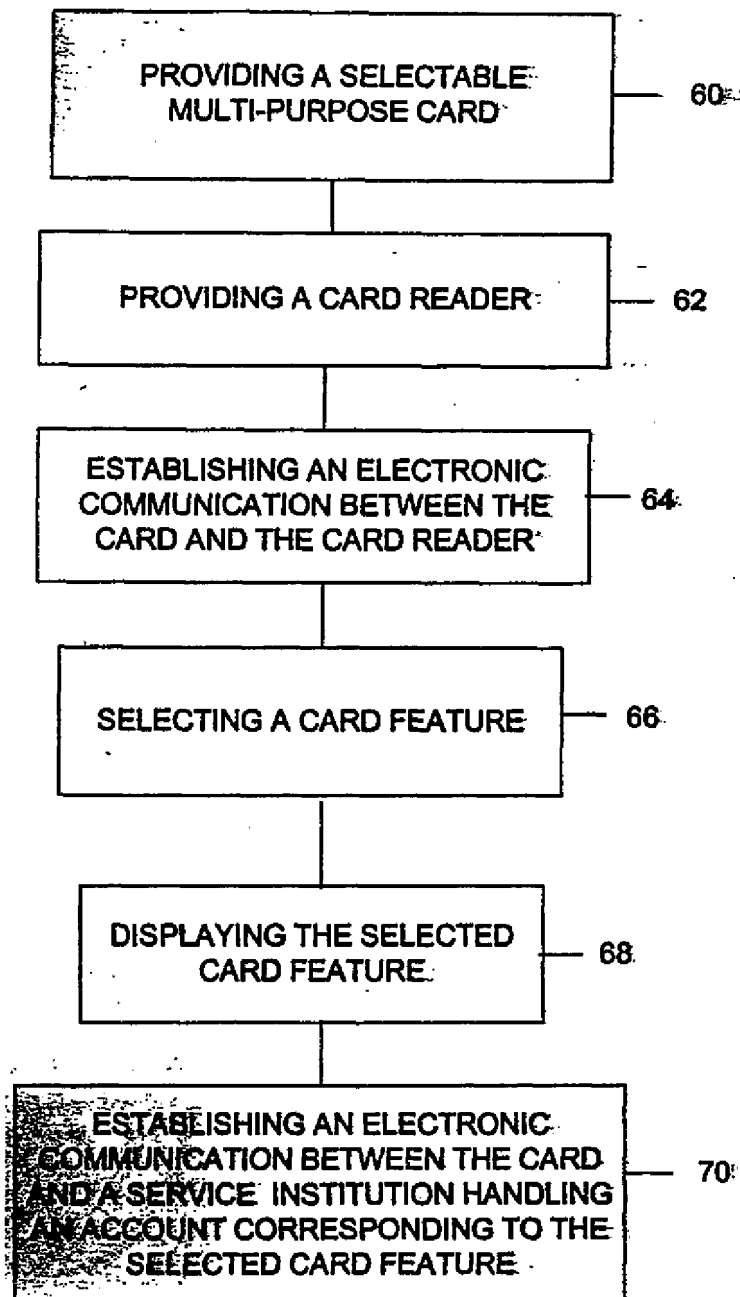 PROVIDING A SELECTABLE
MULTI-PURPOSE CARD
60
PROVIDING A CARD READER
62
ESTABLISHING AN ELECTRONIC
COMMUNICATION BETWEEN THE
CARD AND THE CARD READER
64
SELECTING A CARD FEATURE
66
DISPLAYING THE SELECTED
CARD FEATURE
68
ESTABLISHING AN ELECTRONIC
COMMUNICATION BETWEEN THE CARD
AND A SERVICE INSTITUTION HANDLING
AN ACCOUNT CORRESPONDING TO THE
SELECTED CARD FEATURE
70